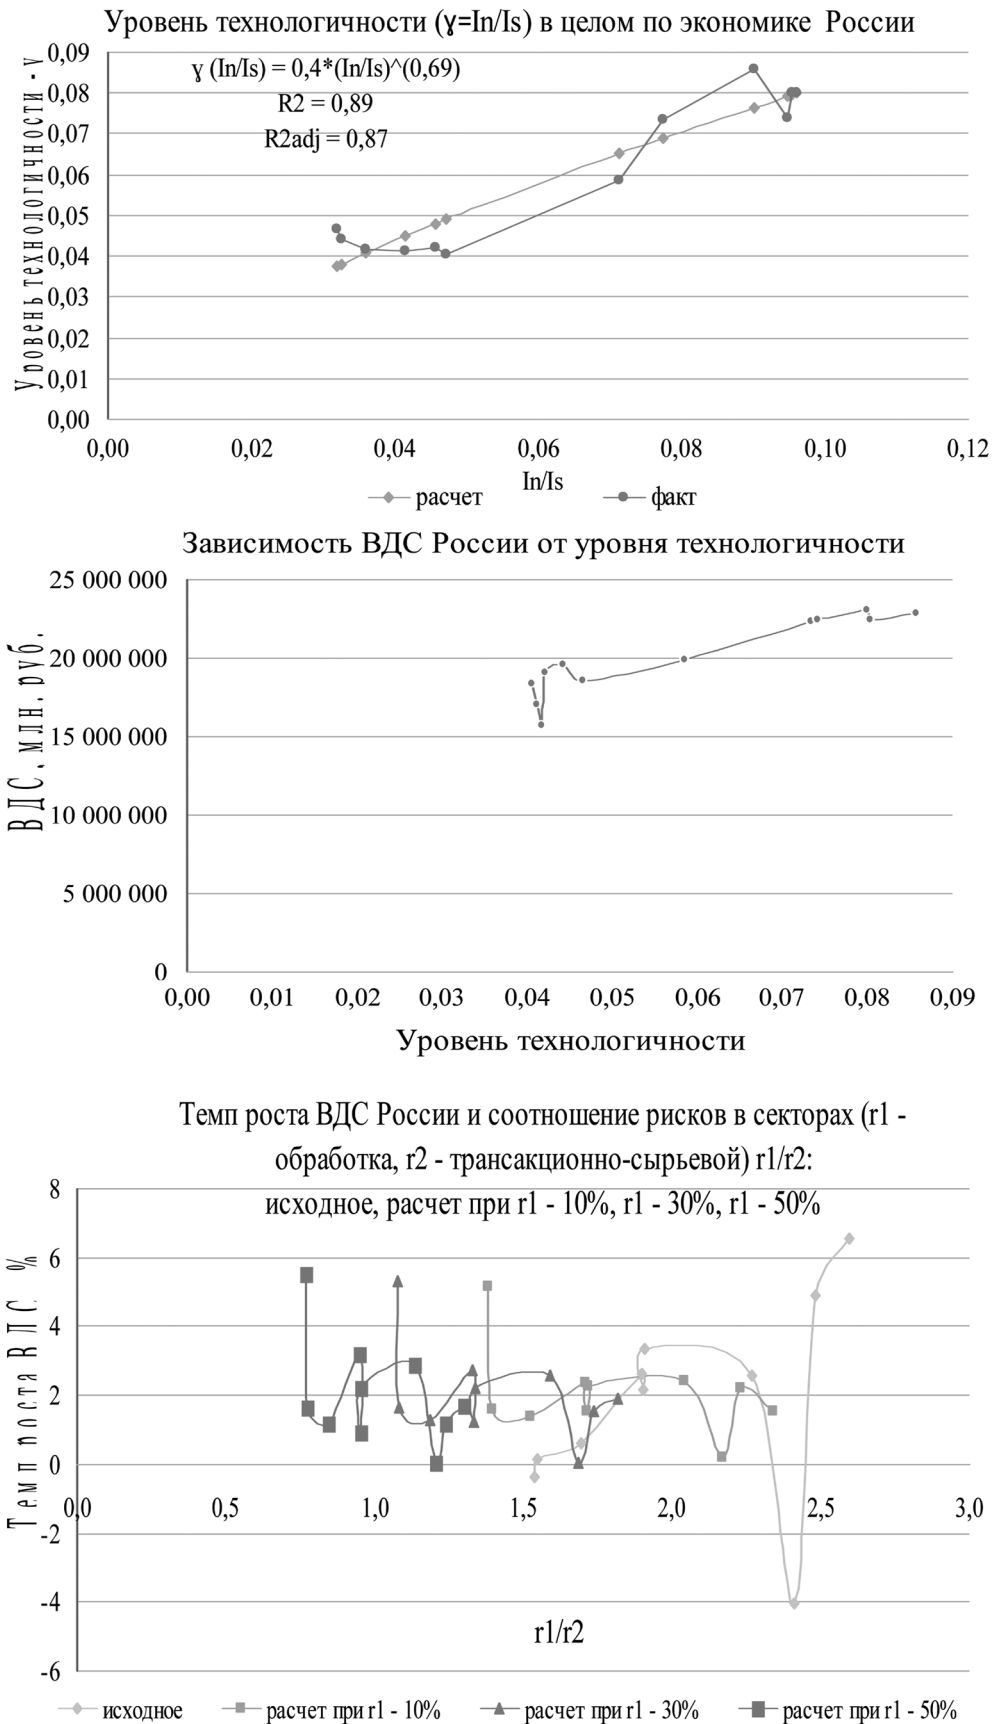 Уровень технологичности (ɣ=In/Is) в целом по экономике России
ɣ (In/Is) = 0,4*(In/Is)^(0,69)
R2 = 0,89
R2adj = 0,87
Уровень технологичности - γ
0,09
0,08
0,07
0,06
0,05
0,04
0,03
0,02
0,01
0,00
0,00 0,02 0,04 0,06 0,08 0,10 0,12
In/Is
расчет факт
Зависимость ВДС России от уровня технологичности
ВДС, млн. руб.
25 000 000
20 000 000
15 000 000
10 000 000
5 000 000
0
0,00 0,01 0,02 0,03 0,04 0,05 0,06 0,07 0,08 0,09
Уровень технологичности
Темп роста ВДС России и соотношение рисков в секторах (r1 -
обработка, r2 - трансакционно-сырьевой) r1/r2:
исходное, расчет при r1 - 10%, r1 - 30%, r1 - 50%
Темп роста ВДС %
8
6
4
2
0
-2
-4
-6
0,0 0,5 1,0 1,5 2,0 2,5 3,0
r1/r2
исходное расчет при r1 - 10% расчет при r1 - 30% расчет при r1 - 50%